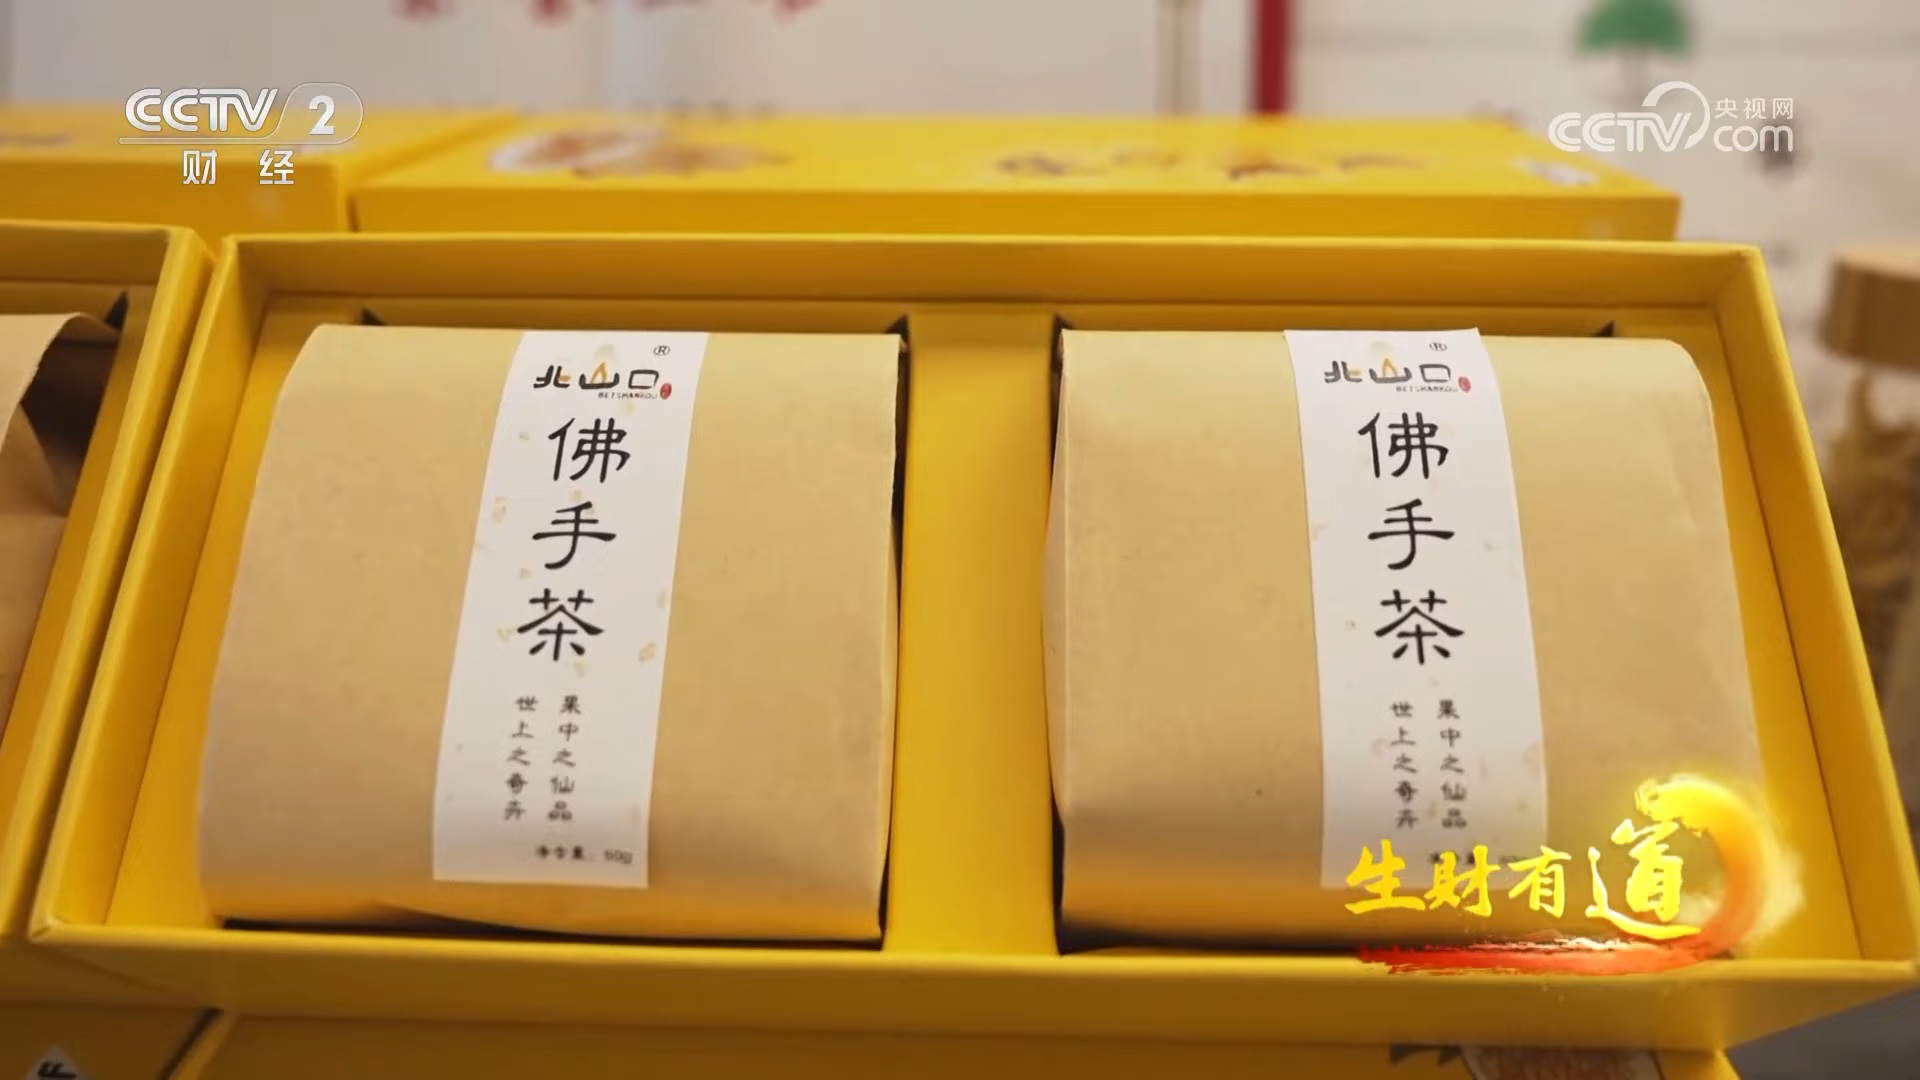 CCTV 2
财经
央视网
CCTV.com
北山口®
BEISHANKOU
佛手茶
果中之仙品
世上之奇卉
净含量：50g
北山口®
BEISHANKOU
佛手茶
果中之仙品
世上之奇卉
生财有道